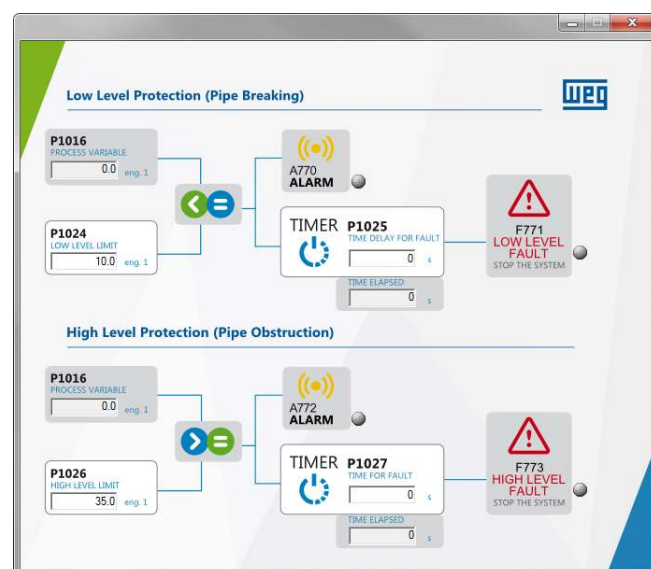 Low Level Protection (Pipe Breaking)
WEG
P1016
PROCESS VARIABLE
0.0 eng. 1
P1024
LOW LEVEL LIMIT
10.0 eng. 1
< =
A770
ALARM
TIMER P1025
TIME DELAY FOR FAULT
0 s
TIME ELAPSED
0 s
F771
LOW LEVEL
FAULT
STOP THE SYSTEM
High Level Protection (Pipe Obstruction)
P1016
PROCESS VARIABLE
0.0 eng. 1
P1026
HIGH LEVEL LIMIT
35.0 eng. 1
> =
A772
ALARM
TIMER P1027
TIME FOR FAULT
0 s
TIME ELAPSED
0 s
F773
HIGH LEVEL
FAULT
STOP THE SYSTEM